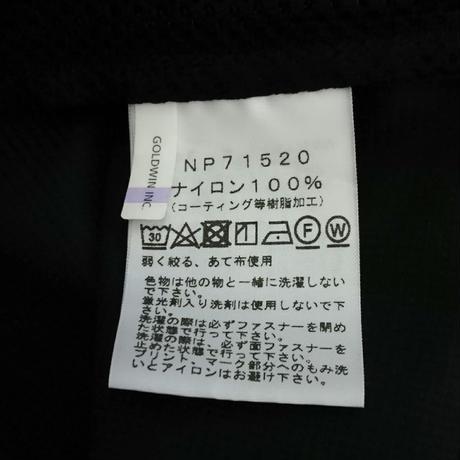 GOLDWIN INC.
NP71520
ナイロン100%
(コーティング等樹脂加工)
30
F
W
弱く絞る、あて布使用
色物は他の物と一緒に洗濯しない
で下さい。
蛍光剤入り洗剤は使用しないで下
さい。
洗濯の際は必ずファスナーを閉め
た状態で行って下さい。
洗濯の際は、必ず面ファスナーを
止めた状態で行って下さい。
プリント、マーク部分へのもみ洗
いとアイロンはお避け下さい。